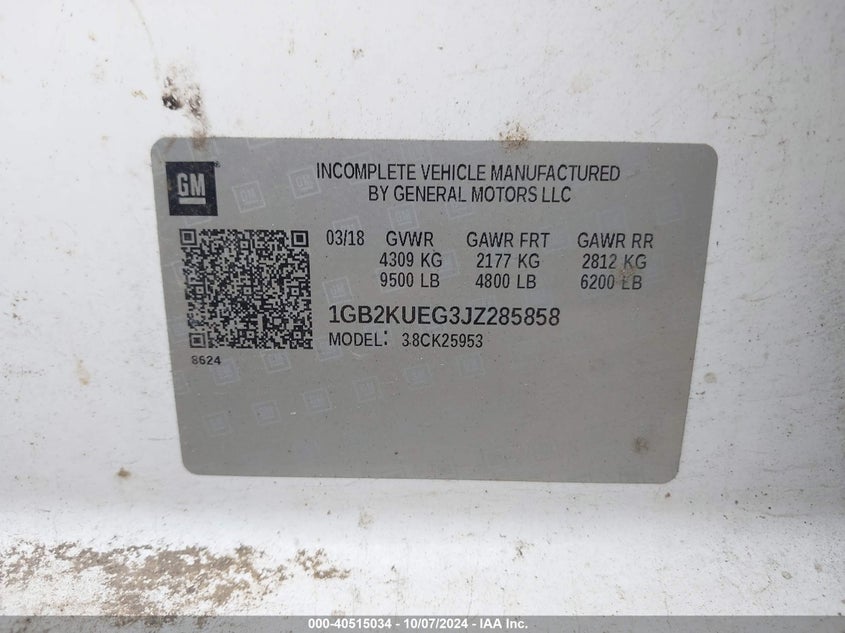 GM
INCOMPLETE VEHICLE MANUFACTURED
BY GENERAL MOTORS LLC
03/18 GVWR GAWR FRT GAWR RR
4309 KG 2177 KG 2812 KG
9500 LB 4800 LB 6200 LB
1GB2KUEG3JZ285858
MODEL: 38CK25953
8624
000-40515034 - 10/07/2024 - IAA Inc.